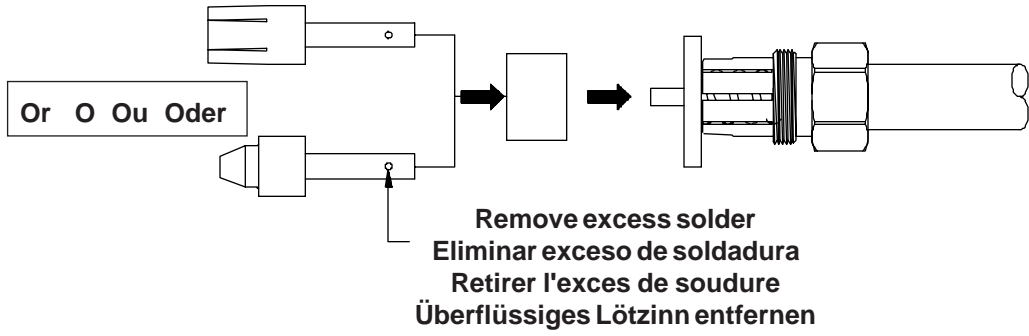 Or O Ou Oder
Remove excess solder
Eliminar exceso de soldadura
Retirer l'exces de soudure
Überflüssiges Lötzinn entfernen